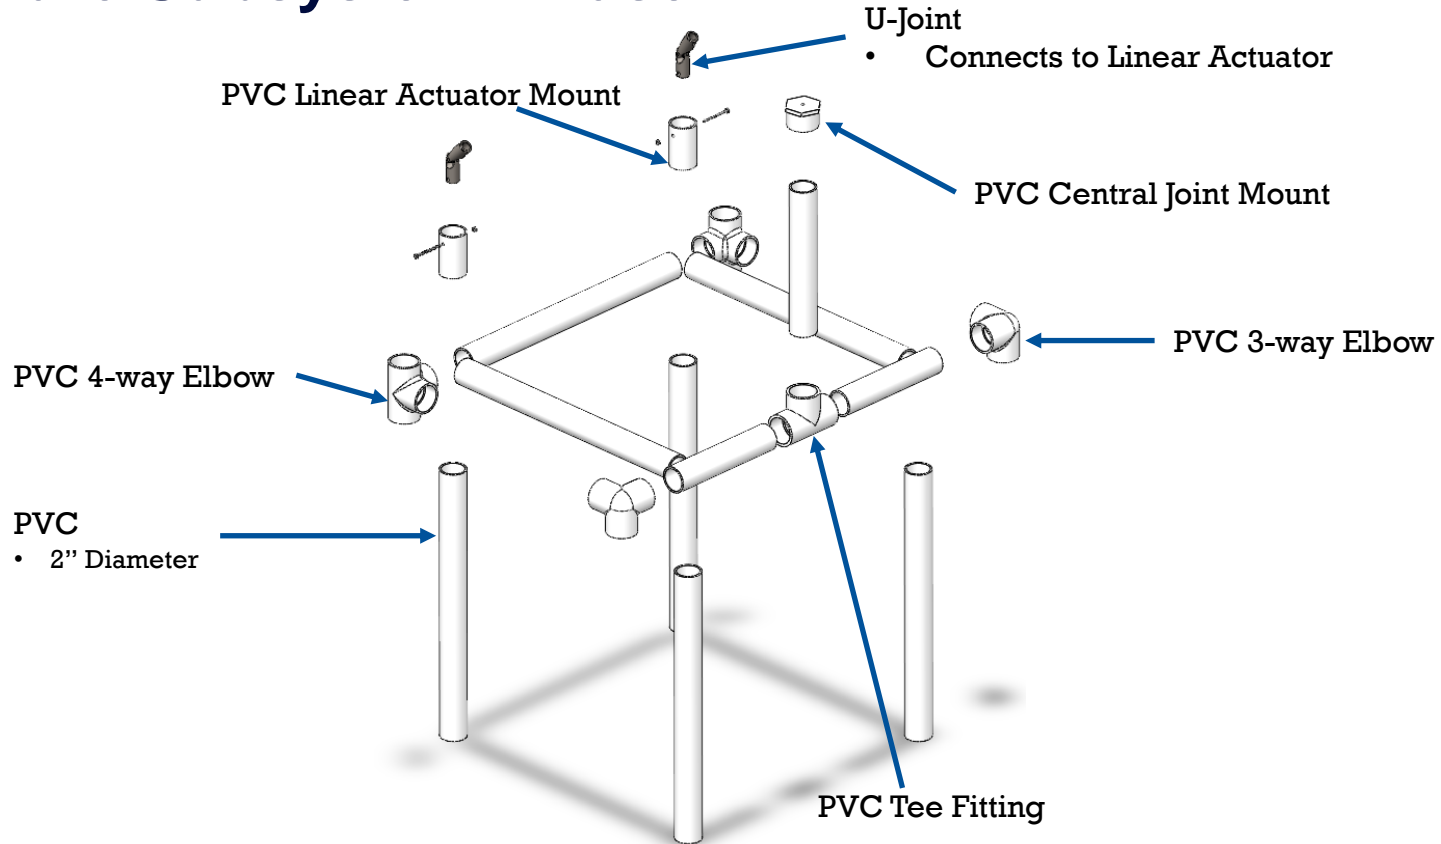 U-Joint
• Connects to Linear Actuator
PVC Linear Actuator Mount
PVC Central Joint Mount
PVC 3-way Elbow
PVC 4-way Elbow
PVC
• 2” Diameter
PVC Tee Fitting